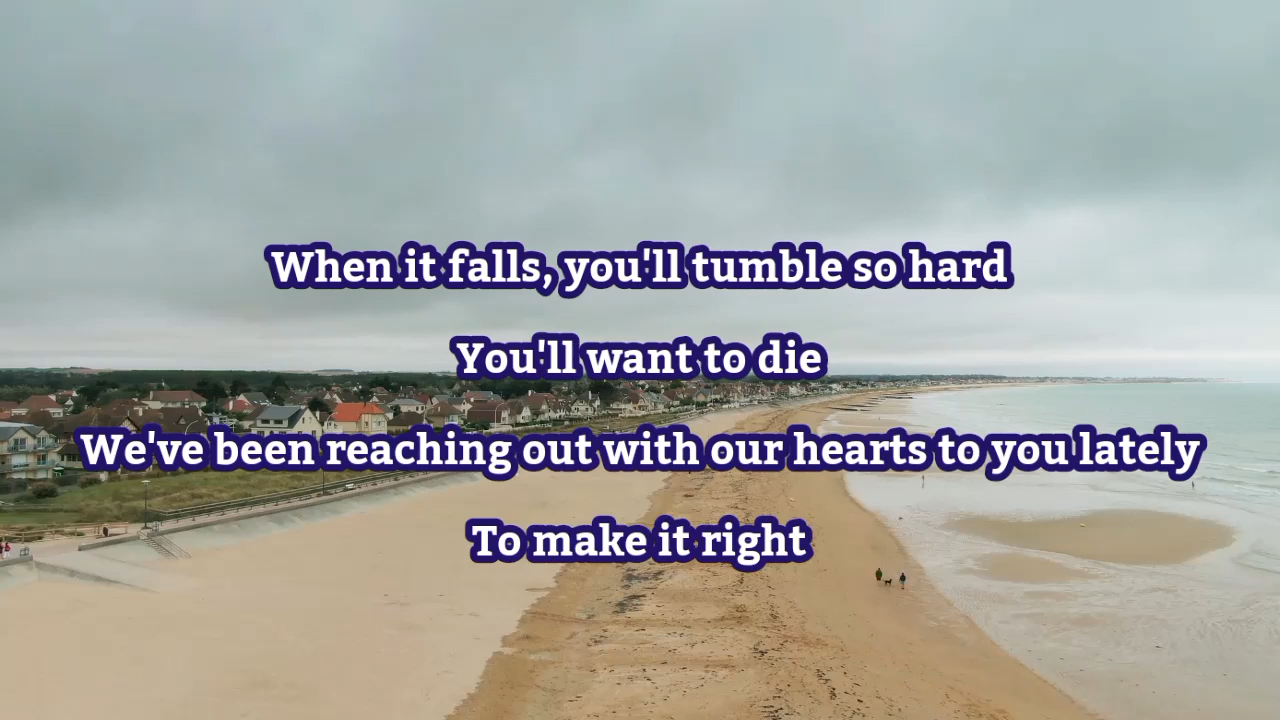 When it falls, you'll tumble so hard
You'll want to die
We've been reaching out with our hearts to you lately
To make it right